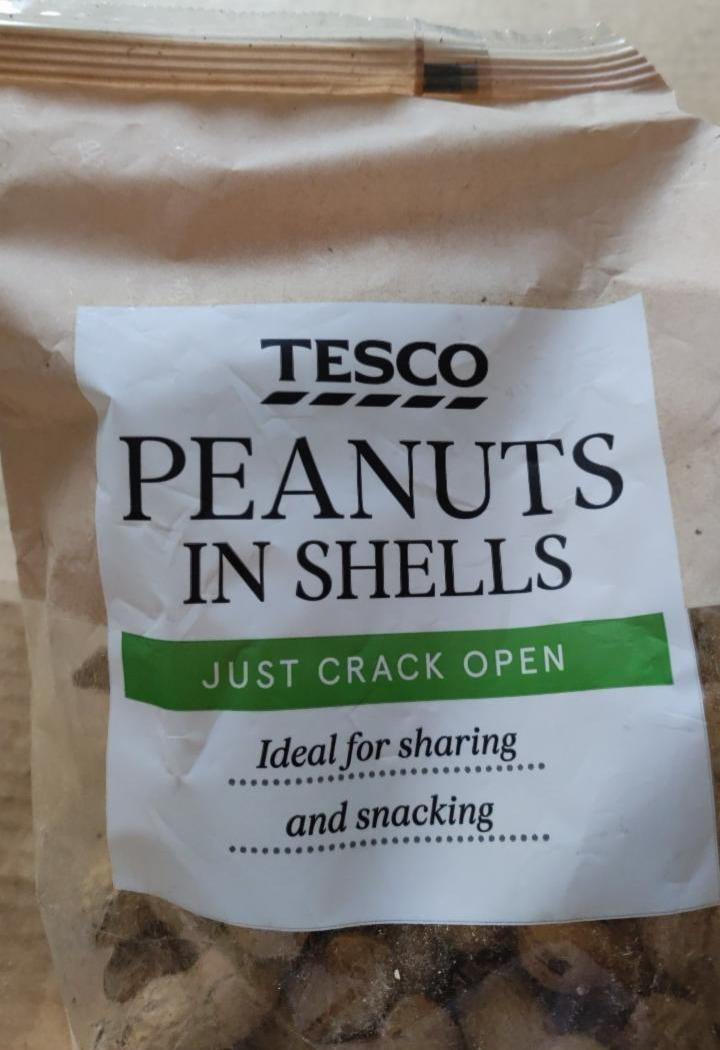 TESCO
PEANUTS
IN SHELLS
JUST CRACK OPEN
Ideal for sharing
and snacking